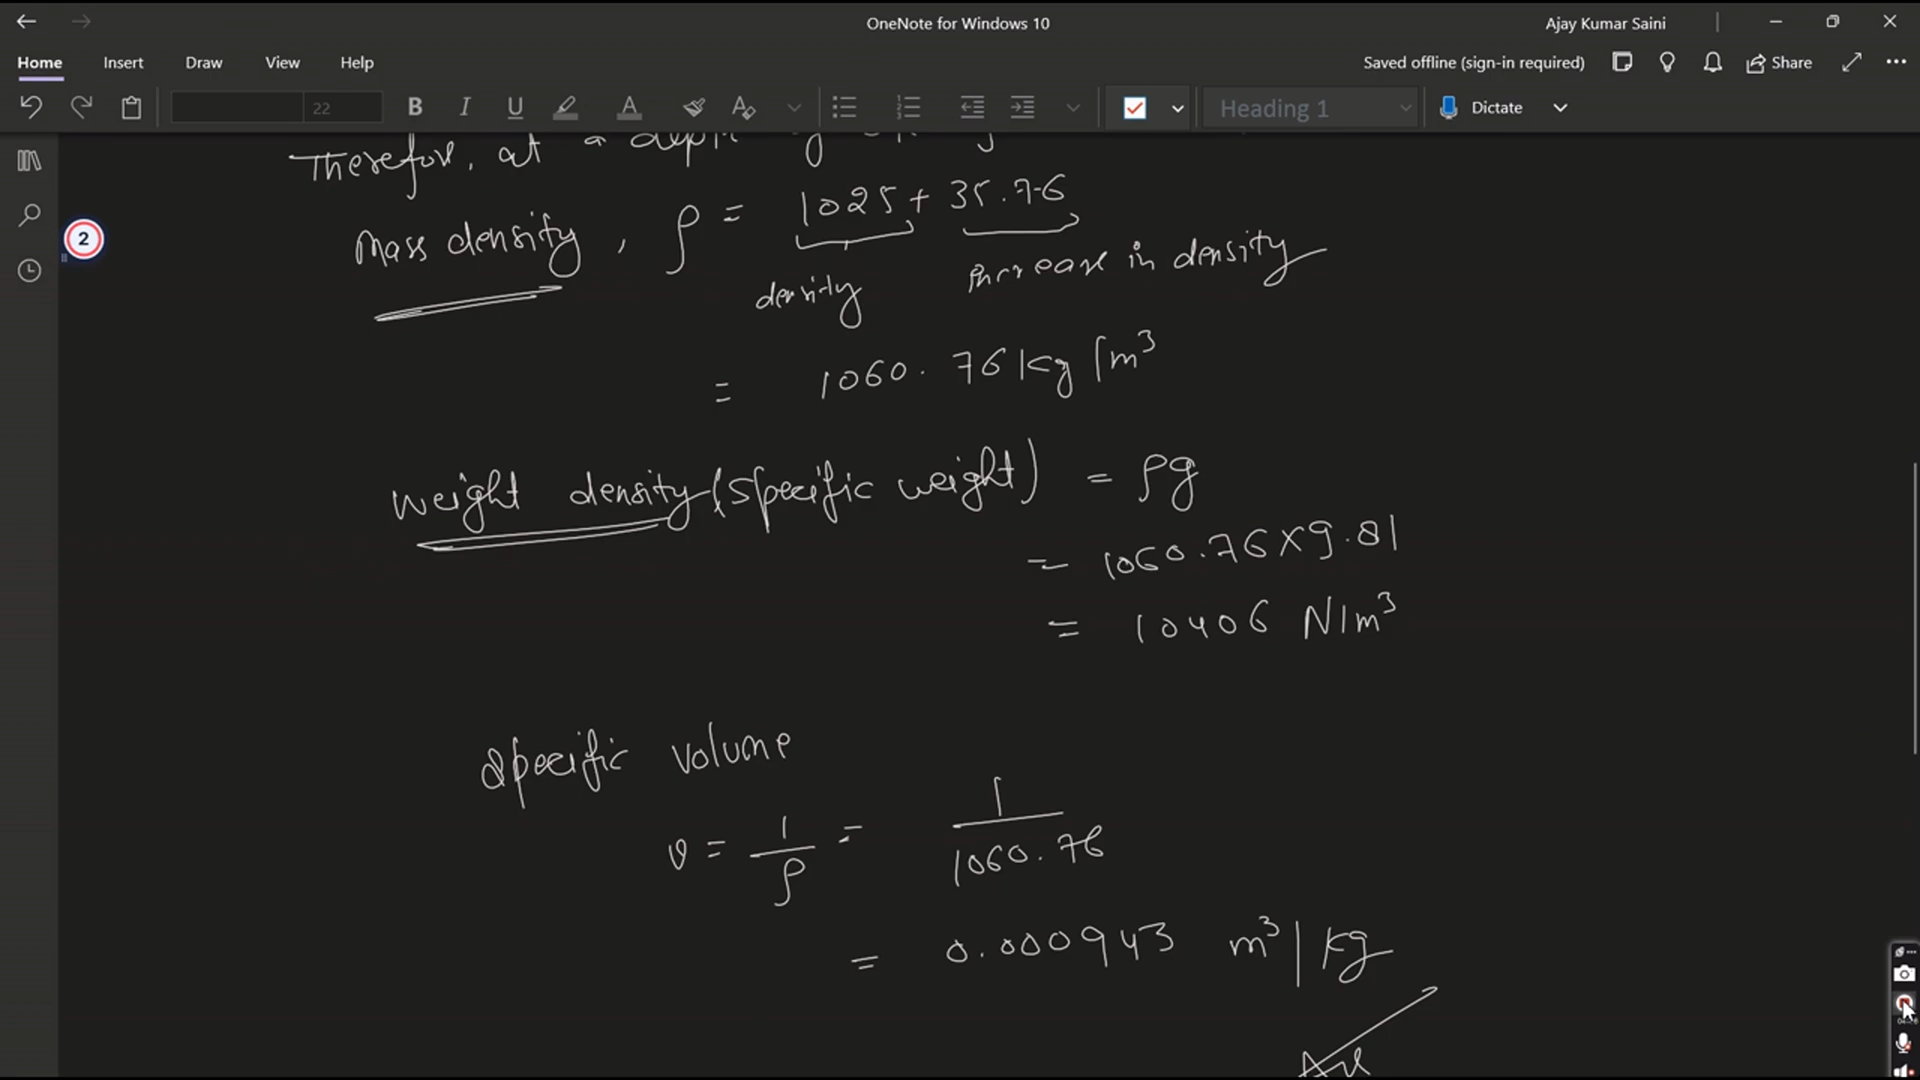 OneNote for Windows 10
Ajay Kumar Saini
Home Insert Draw View Help
Saved offline (sign-in required) Share
22 B I U A A Heading 1 Dictate
Therefor, at a
2
Mass density, ρ = 1025 + 35.76
density increase in density
= 1060.76 kg/m³
weight density (Specific weight) = ρg
= 1060.76 × 9.81
= 10406 N/m³
Specific volume
v = 1/ρ = 1/1060.76
= 0.000943 m³/kg